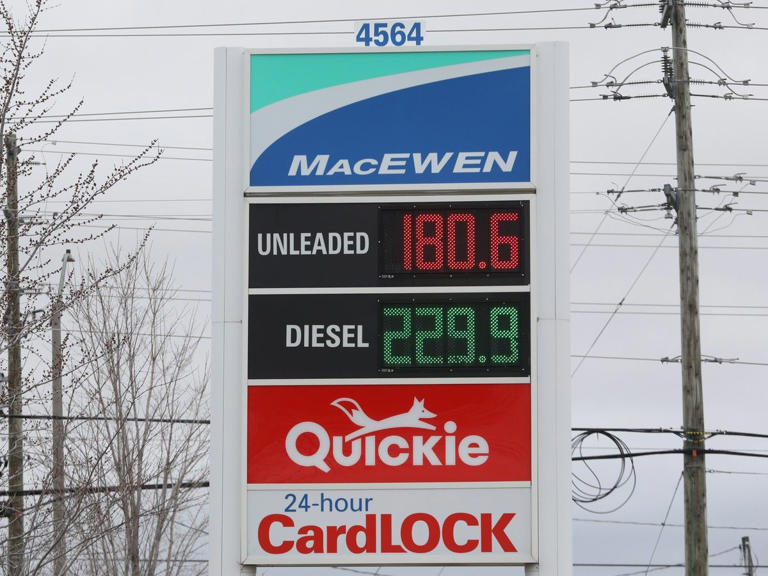 4564
MACEWEN
UNLEADED 180.6
DIESEL 229.9
Quickie
24-hour
CardLOCK